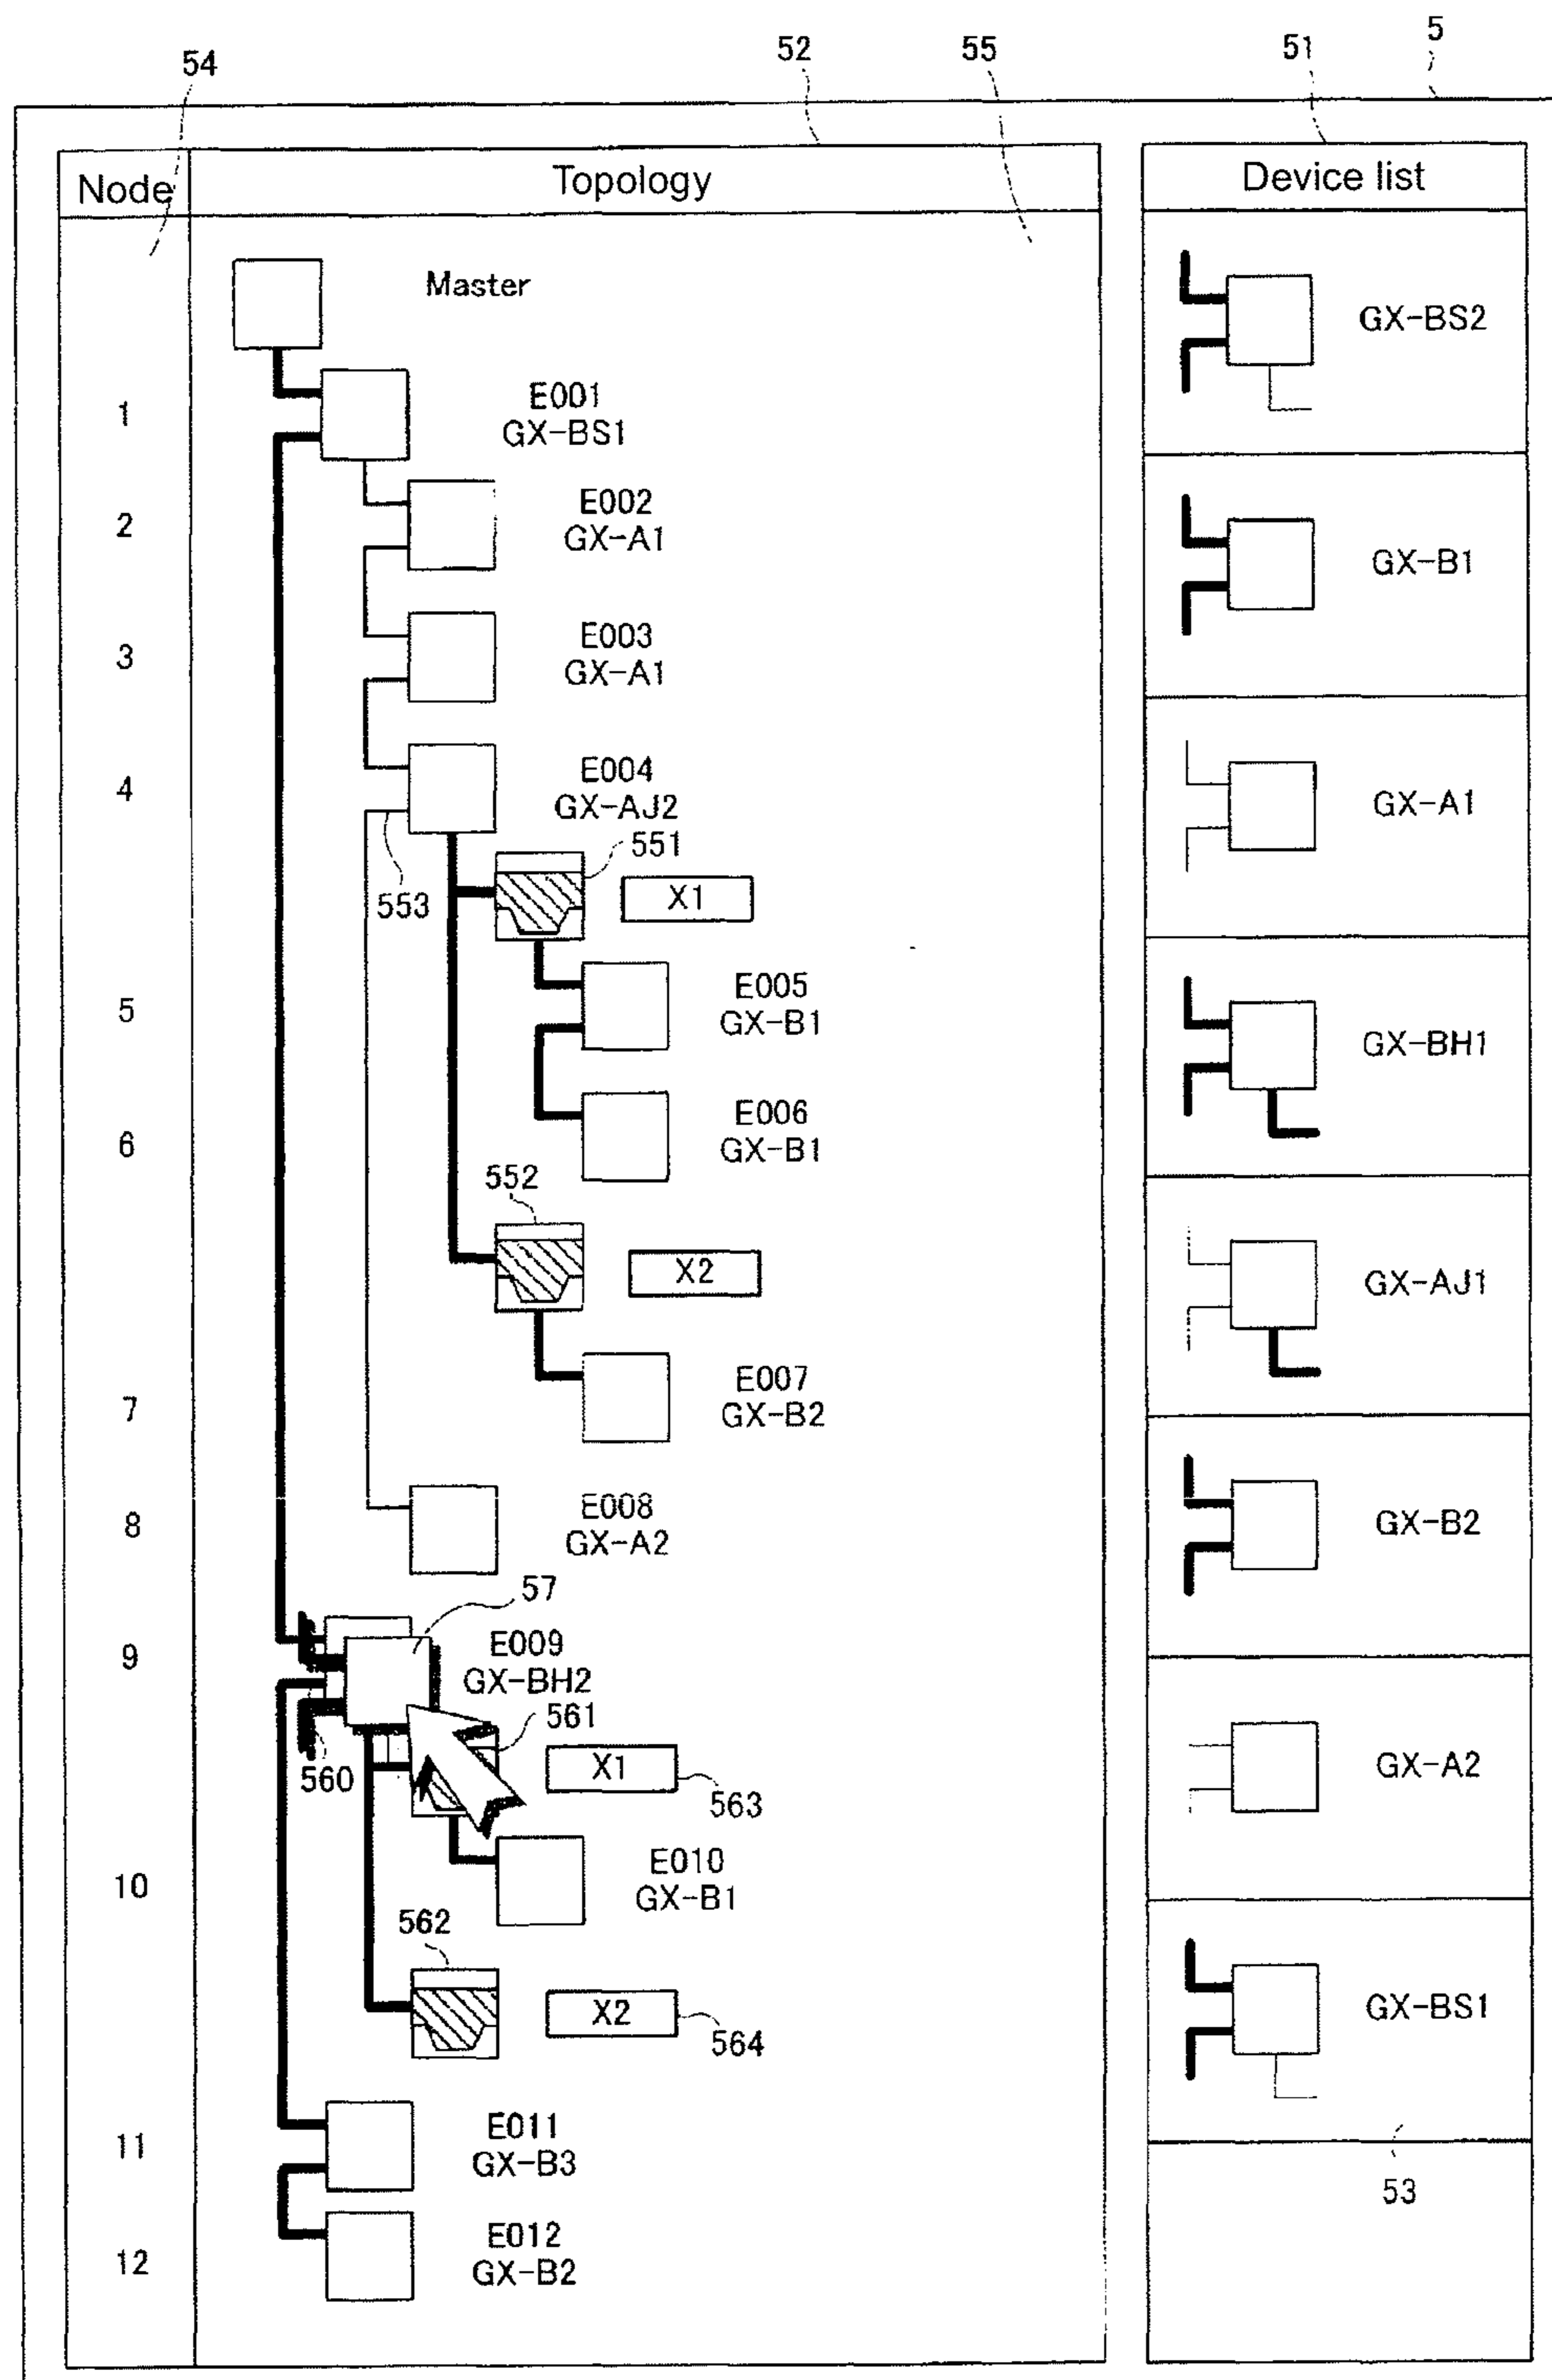 5
54
52
55
51
Node
Topology
Device list
Master
1
E001
GX-BS1
2
E002
GX-A1
3
E003
GX-A1
4
E004
GX-AJ2
553
551
X1
5
E005
GX-B1
6
E006
GX-B1
552
X2
7
E007
GX-B2
8
E008
GX-A2
57
9
E009
GX-BH2
561
560
X1
563
10
E010
GX-B1
562
X2
564
11
E011
GX-B3
12
E012
GX-B2
GX-BS2
GX-B1
GX-A1
GX-BH1
GX-AJ1
GX-B2
GX-A2
GX-BS1
53